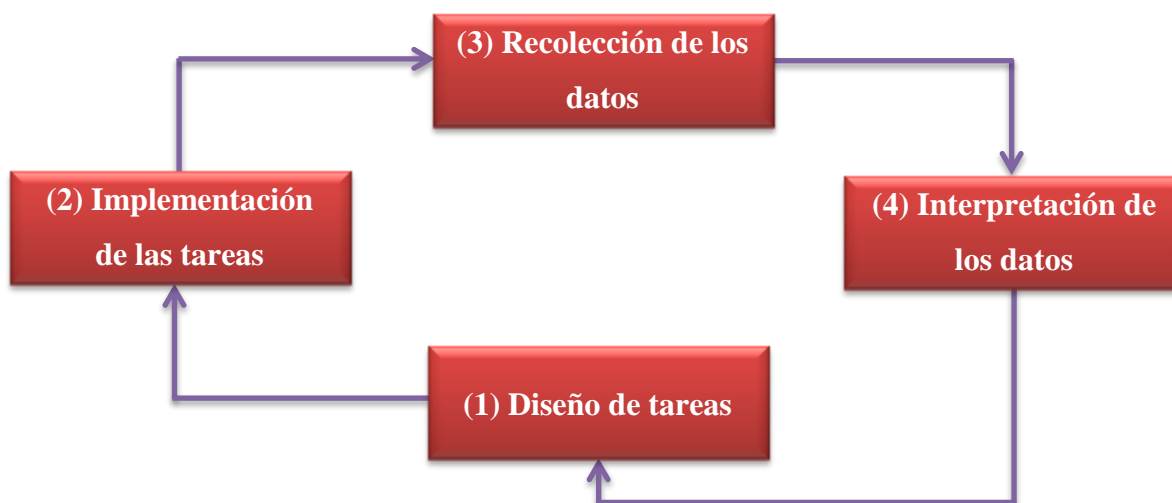 (3) Recolección de los
datos
(2) Implementación
de las tareas
(4) Interpretación de
los datos
(1) Diseño de tareas